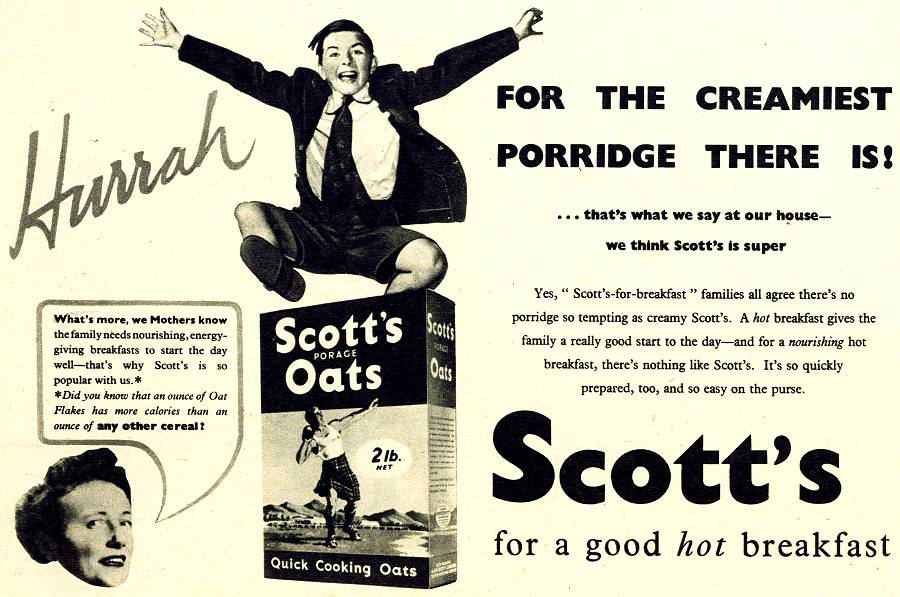 Hurrah
FOR THE CREAMIEST
PORRIDGE THERE IS!
...that's what we say at our house—
we think Scott's is super
Yes, “ Scott's-for-breakfast ” families all agree there's no
porridge so tempting as creamy Scott's. A hot breakfast gives the
family a really good start to the day—and for a nourishing hot
breakfast, there's nothing like Scott's. It's so quickly
prepared, too, and so easy on the purse.
What's more, we Mothers know
the family needs nourishing, energy-
giving breakfasts to start the day
well—that's why Scott's is so
popular with us.*
*Did you know that an ounce of Oat
Flakes has more calories than an
ounce of any other cereal?
Scott's
PORAGE
Oats
2 lb.
NET
Quick Cooking Oats
Scott's
PORAGE
Oats
Scott's
for a good hot breakfast